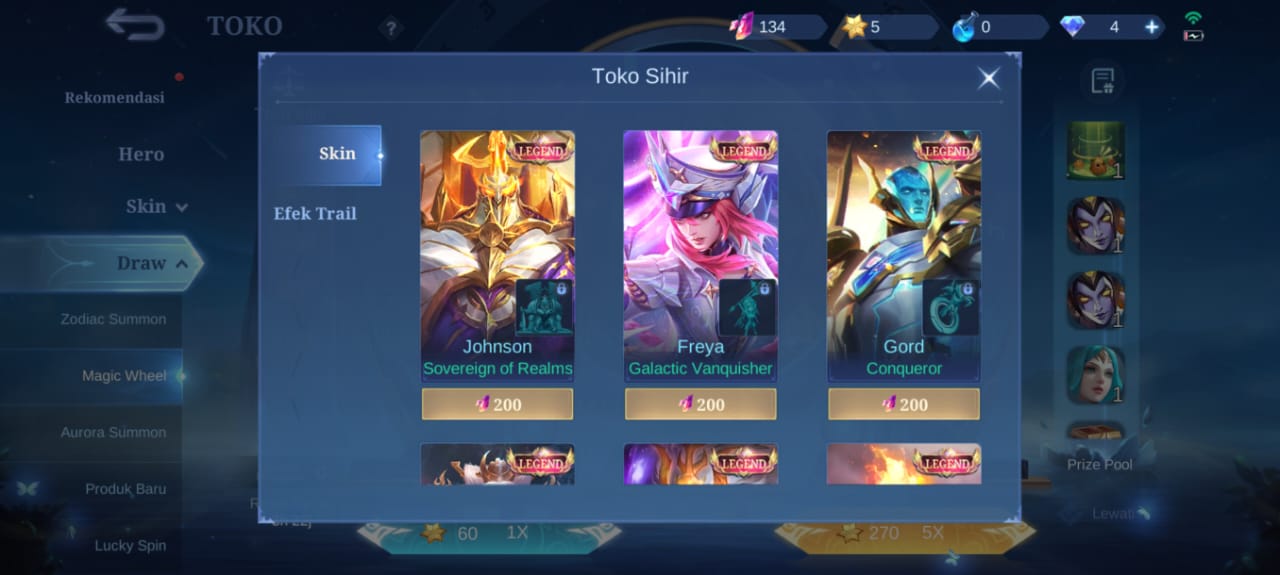 TOKO
?
134
5
0
4
Toko Sihir
Rekomendasi
Hero
Skin
Draw
Zodiac Summon
Magic Wheel
Aurora Summon
Produk Baru
Lucky Spin
Skin
Efek Trail
LEGEND
LEGEND
LEGEND
Johnson
Sovereign of Realms
Freya
Galactic Vanquisher
Gord
Conqueror
200
200
200
LEGEND
LEGEND
LEGEND
1
1
1
1
Prize Pool
Lewati
60 1X
270 5X